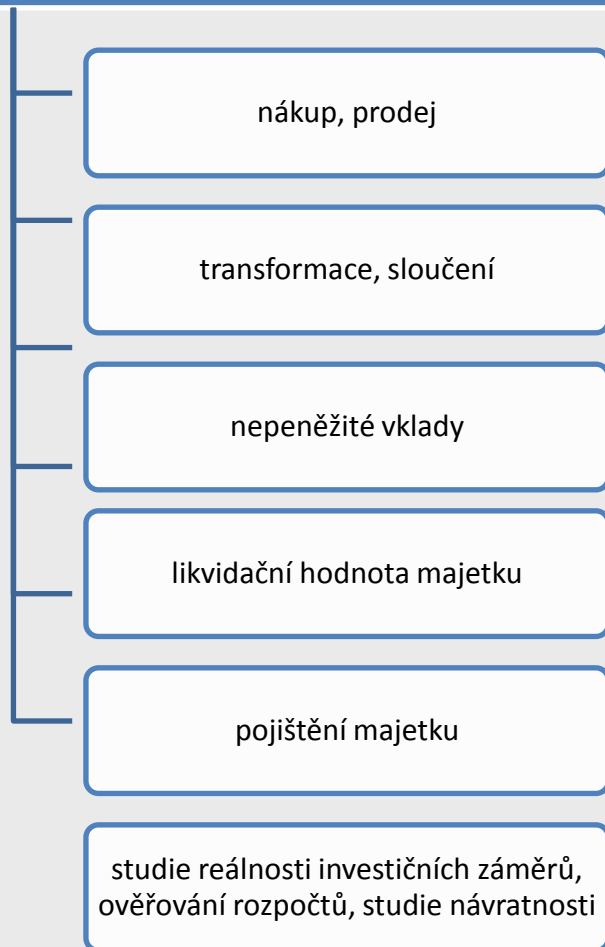 nákup, prodej
transformace, sloučení
nepeněžité vklady
likvidační hodnota majetku
pojištění majetku
studie reálnosti investičních záměrů,
ověřování rozpočtů, studie návratnosti